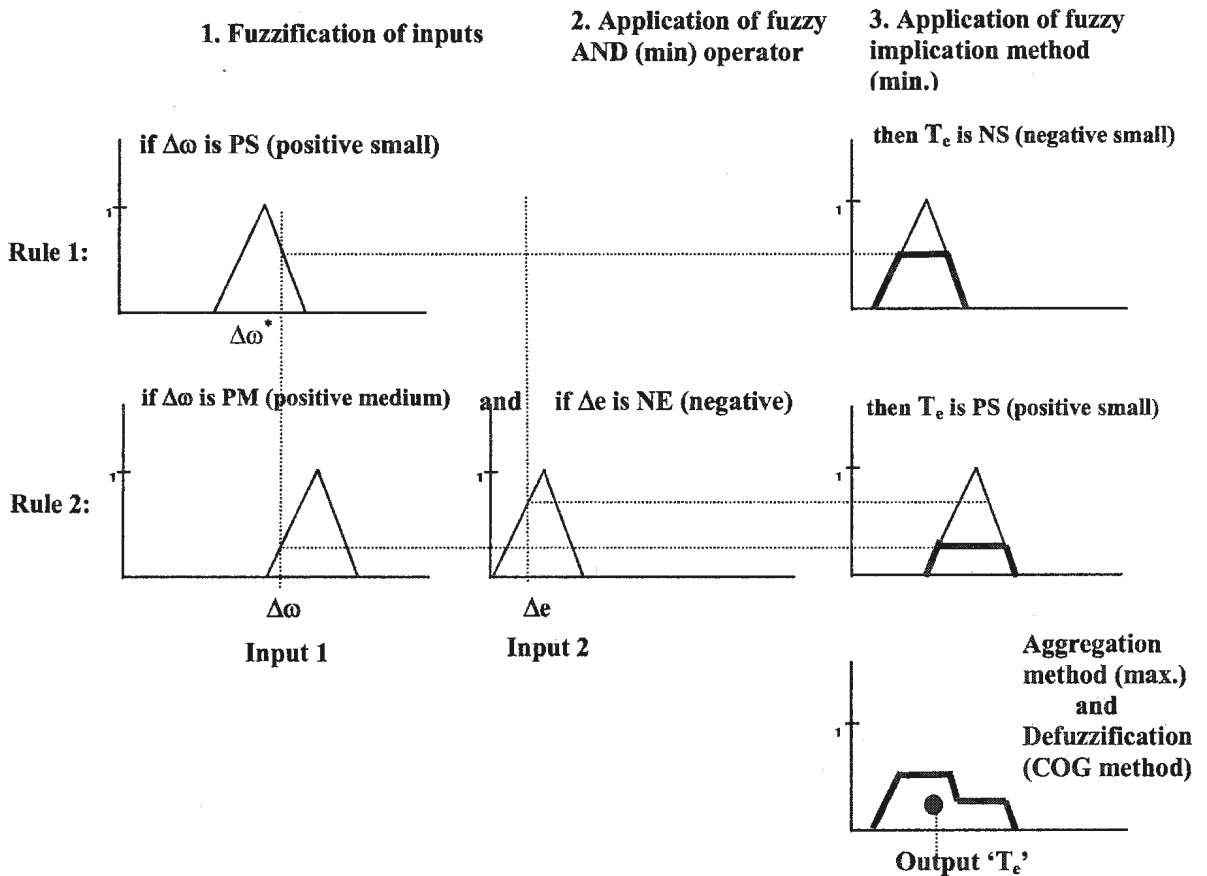 1. Fuzzification of inputs
2. Application of fuzzy
AND (min) operator
3. Application of fuzzy
implication method
(min.)
if Δω is PS (positive small)
then Tₑ is NS (negative small)
1
1
Rule 1:
Δω*
if Δω is PM (positive medium)
and
if Δe is NE (negative)
then Tₑ is PS (positive small)
1
1
1
Rule 2:
Δω
Δe
Input 1
Input 2
Aggregation
method (max.)
and
Defuzzification
(COG method)
1
Output ‘Tₑ’